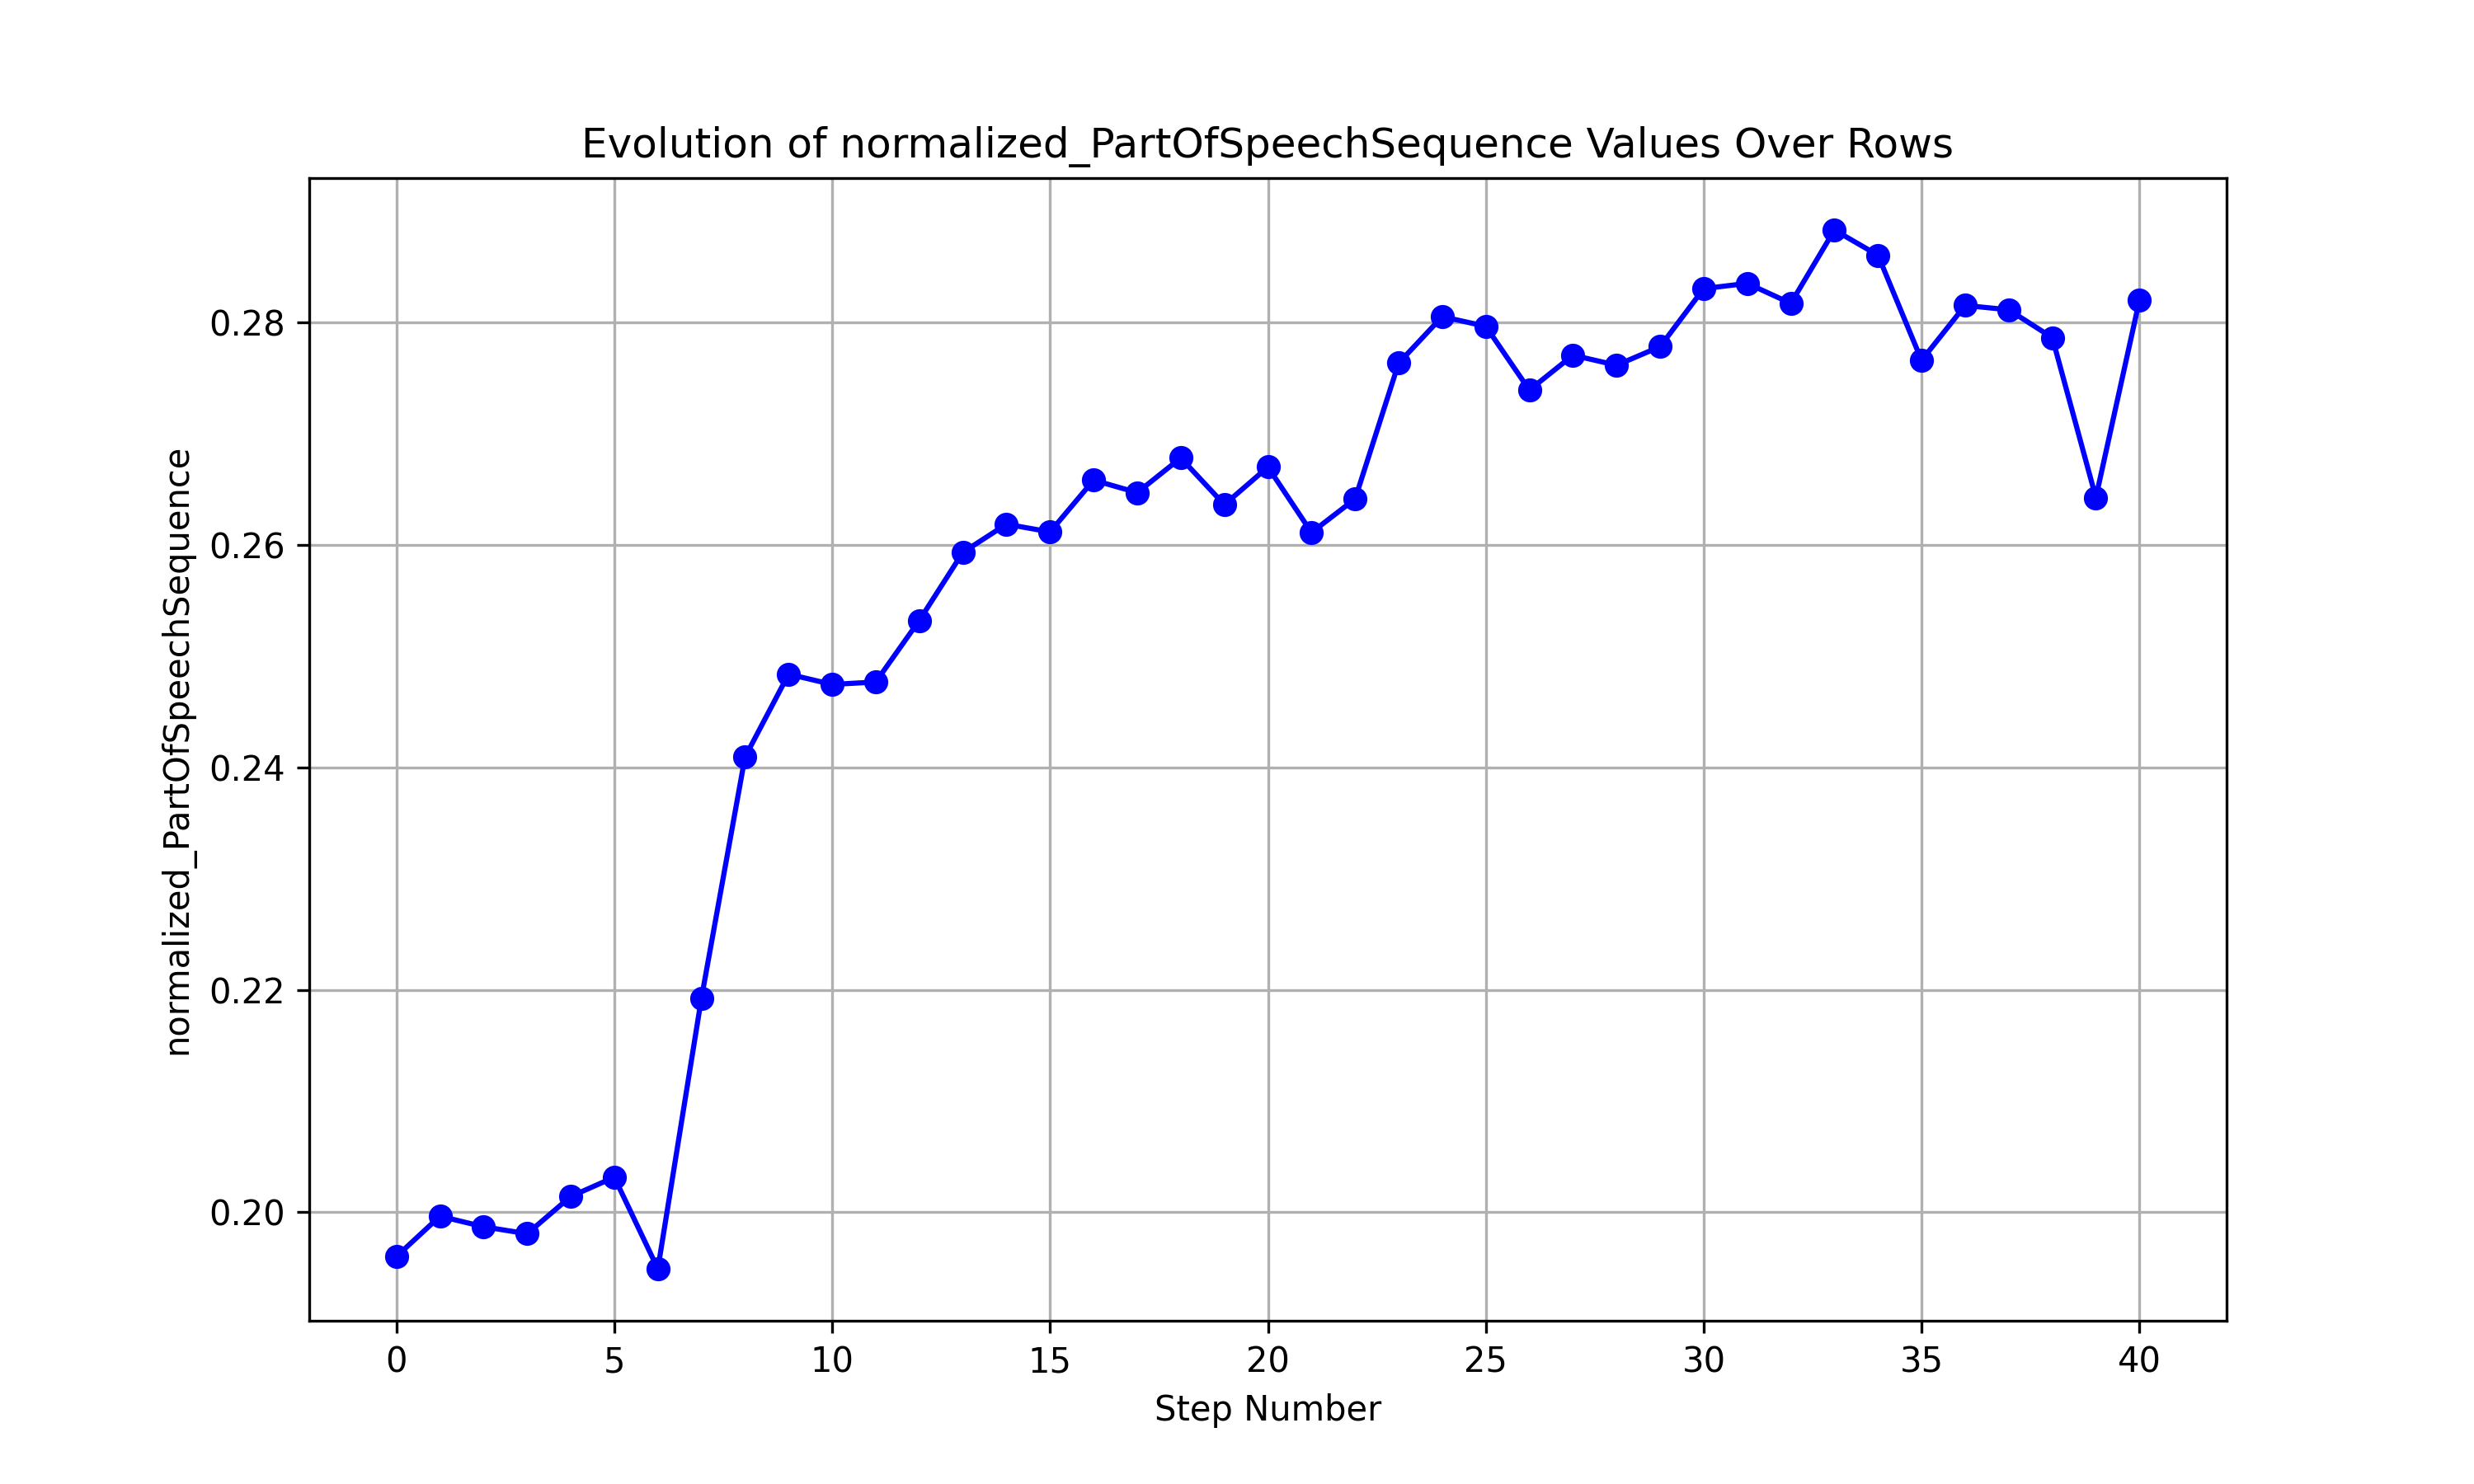 Evolution of normalized_PartOfSpeechSequence Values Over Rows
normalized_PartOfSpeechSequence
0.28
0.26
0.24
0.22
0.20
0 5 10 15 20 25 30 35 40
Step Number